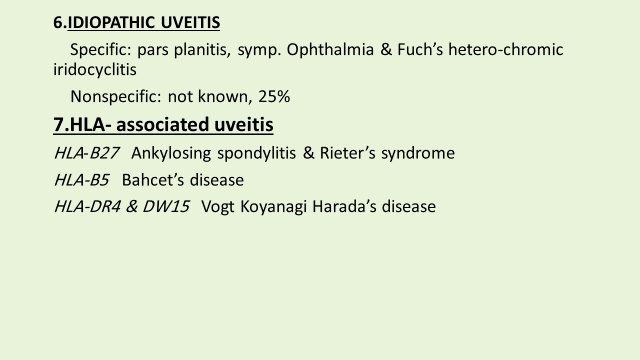 6.IDIOPATHIC UVEITIS
Specific: pars planitis, symp. Ophthalmia & Fuch’s hetero-chromic
iridocyclitis
Nonspecific: not known, 25%
7.HLA- associated uveitis
HLA-B27 Ankylosing spondylitis & Rieter’s syndrome
HLA-B5 Bahcet’s disease
HLA-DR4 & DW15 Vogt Koyanagi Harada’s disease